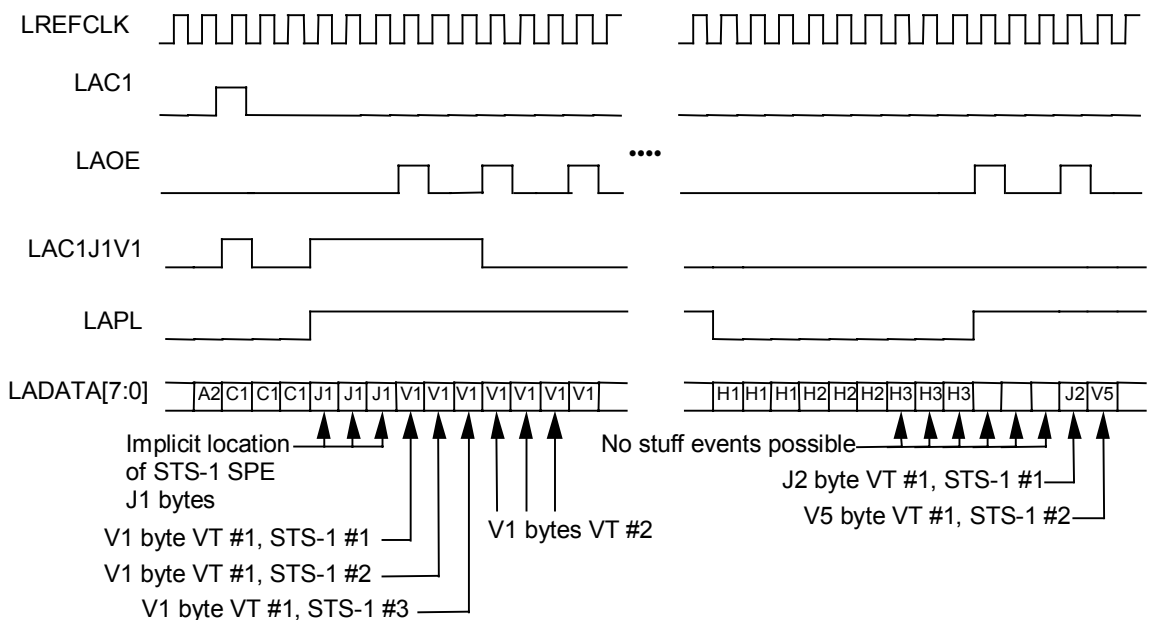 LREFCLK
LAC1
LAOE
••••
LAC1J1V1
LAPL
LADATA[7:0] A2 C1 C1 C1 J1 J1 J1 V1 V1 V1 V1 V1 V1 V1 H1 H1 H1 H2 H2 H2 H3 H3 H3 J2 V5
Implicit location
of STS-1 SPE
J1 bytes
No stuff events possible
J2 byte VT #1, STS-1 #1
V5 byte VT #1, STS-1 #2
V1 bytes VT #2
V1 byte VT #1, STS-1 #1
V1 byte VT #1, STS-1 #2
V1 byte VT #1, STS-1 #3